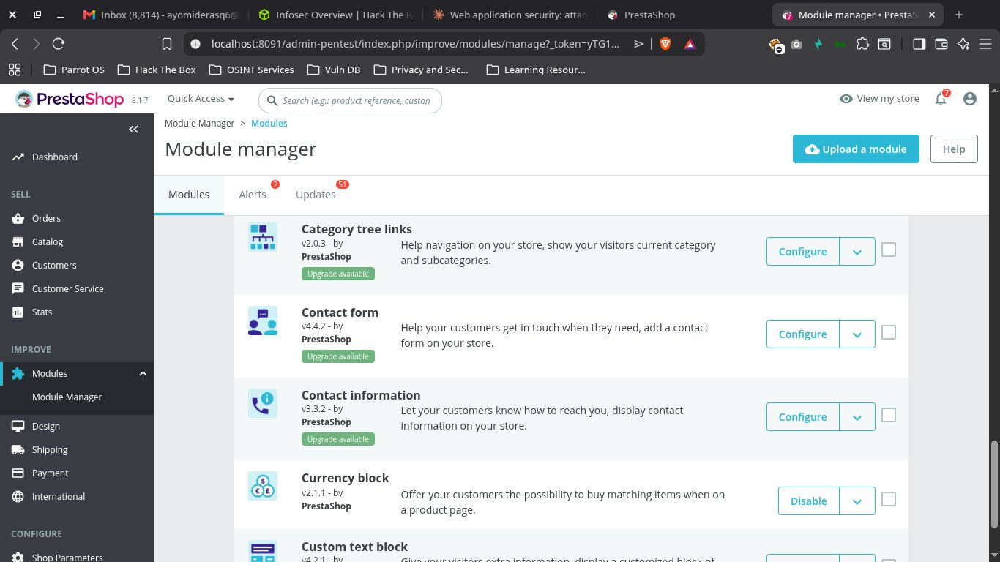 Inbox (8,814) - ayomiderasq6@
Infosec Overview | Hack The B
Web application security: attac
PrestaShop
Module manager • PrestaS
localhost:8091/admin-pentest/index.php/improve/modules/manage?_token=yTG1...
Parrot OS
Hack The Box
OSINT Services
Vuln DB
Privacy and Sec...
Learning Resour...
PrestaShop 8.1.7
Quick Access
Search (e.g.: product reference, custon
View my store
7
Module Manager > Modules
Module manager
Upload a module
Help
Modules
Alerts 2
Updates 51
Dashboard
SELL
Orders
Catalog
Customers
Customer Service
Stats
IMPROVE
Modules
Module Manager
Design
Shipping
Payment
International
CONFIGURE
Shop Parameters
Category tree links
v2.0.3 - by
PrestaShop
Upgrade available
Help navigation on your store, show your visitors current category
and subcategories.
Configure
Contact form
v4.4.2 - by
PrestaShop
Upgrade available
Help your customers get in touch when they need, add a contact
form on your store.
Configure
Contact information
v3.3.2 - by
PrestaShop
Upgrade available
Let your customers know how to reach you, display contact
information on your store.
Configure
Currency block
v2.1.1 - by
PrestaShop
Offer your customers the possibility to buy matching items when on
a product page.
Disable
Custom text block
v4.2.1 - by
Give your visitors extra information, display a customized block of